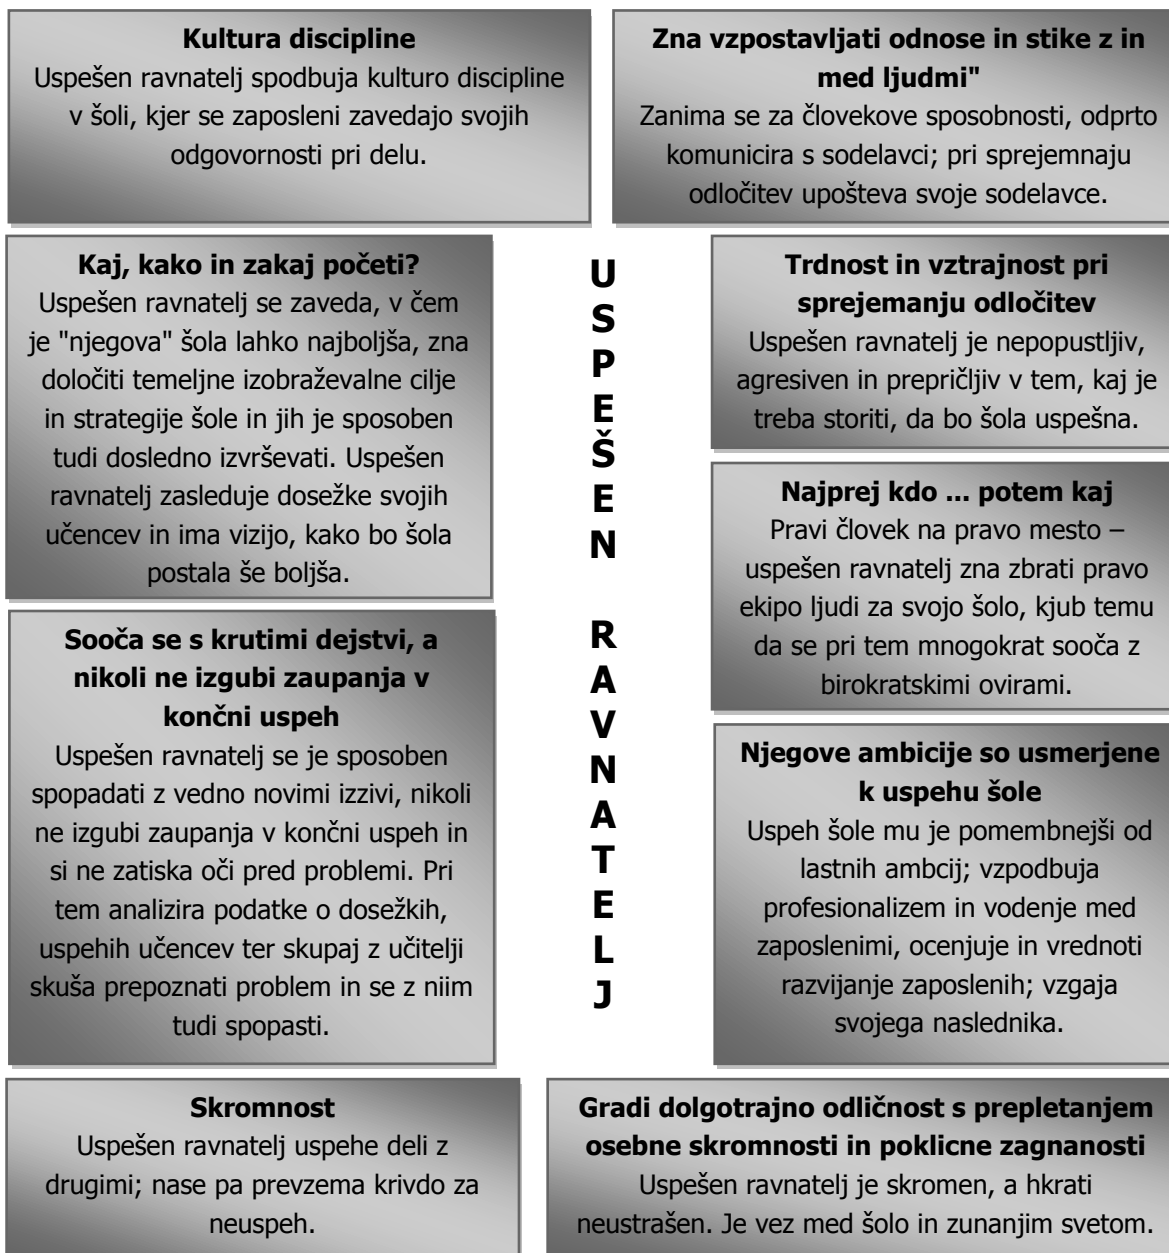 Kultura discipline
Uspešen ravnatelj spodbuja kulturo discipline
v šoli, kjer se zaposleni zavedajo svojih
odgovornosti pri delu.
Zna vzpostavljati odnose in stike z in
med ljudmi"
Zanima se za človekove sposobnosti, odprto
komunicira s sodelavci; pri sprejemnaju
odločitev upošteva svoje sodelavce.
Kaj, kako in zakaj početi?
Uspešen ravnatelj se zaveda, v čem
je "njegova" šola lahko najboljša, zna
določiti temeljne izobraževalne cilje
in strategije šole in jih je sposoben
tudi dosledno izvrševati. Uspešen
ravnatelj zasleduje dosežke svojih
učencev in ima vizijo, kako bo šola
postala še boljša.
U
S
P
E
Š
E
N
R
A
V
N
A
T
E
L
J
Trdnost in vztrajnost pri
sprejemanju odločitev
Uspešen ravnatelj je nepopustljiv,
agresiven in prepričljiv v tem, kaj je
treba storiti, da bo šola uspešna.
Najprej kdo ... potem kaj
Pravi človek na pravo mesto –
uspešen ravnatelj zna zbrati pravo
ekipo ljudi za svojo šolo, kjub temu
da se pri tem mnogokrat sooča z
birokratskimi ovirami.
Sooča se s krutimi dejstvi, a
nikoli ne izgubi zaupanja v
končni uspeh
Uspešen ravnatelj se je sposoben
spopadati z vedno novimi izzivi, nikoli
ne izgubi zaupanja v končni uspeh in
si ne zatiska oči pred problemi. Pri
tem analizira podatke o dosežkih,
uspehih učencev ter skupaj z učitelji
skuša prepoznati problem in se z niim
tudi spopasti.
Njegove ambicije so usmerjene
k uspehu šole
Uspeh šole mu je pomembnejši od
lastnih ambcij; vzpodbuja
profesionalizem in vodenje med
zaposlenimi, ocenjuje in vrednoti
razvijanje zaposlenih; vzgaja
svojega naslednika.
Skromnost
Uspešen ravnatelj uspehe deli z
drugimi; nase pa prevzema krivdo za
neuspeh.
Gradi dolgotrajno odličnost s prepletanjem
osebne skromnosti in poklicne zagnanosti
Uspešen ravnatelj je skromen, a hkrati
neustrašen. Je vez med šolo in zunanjim svetom.